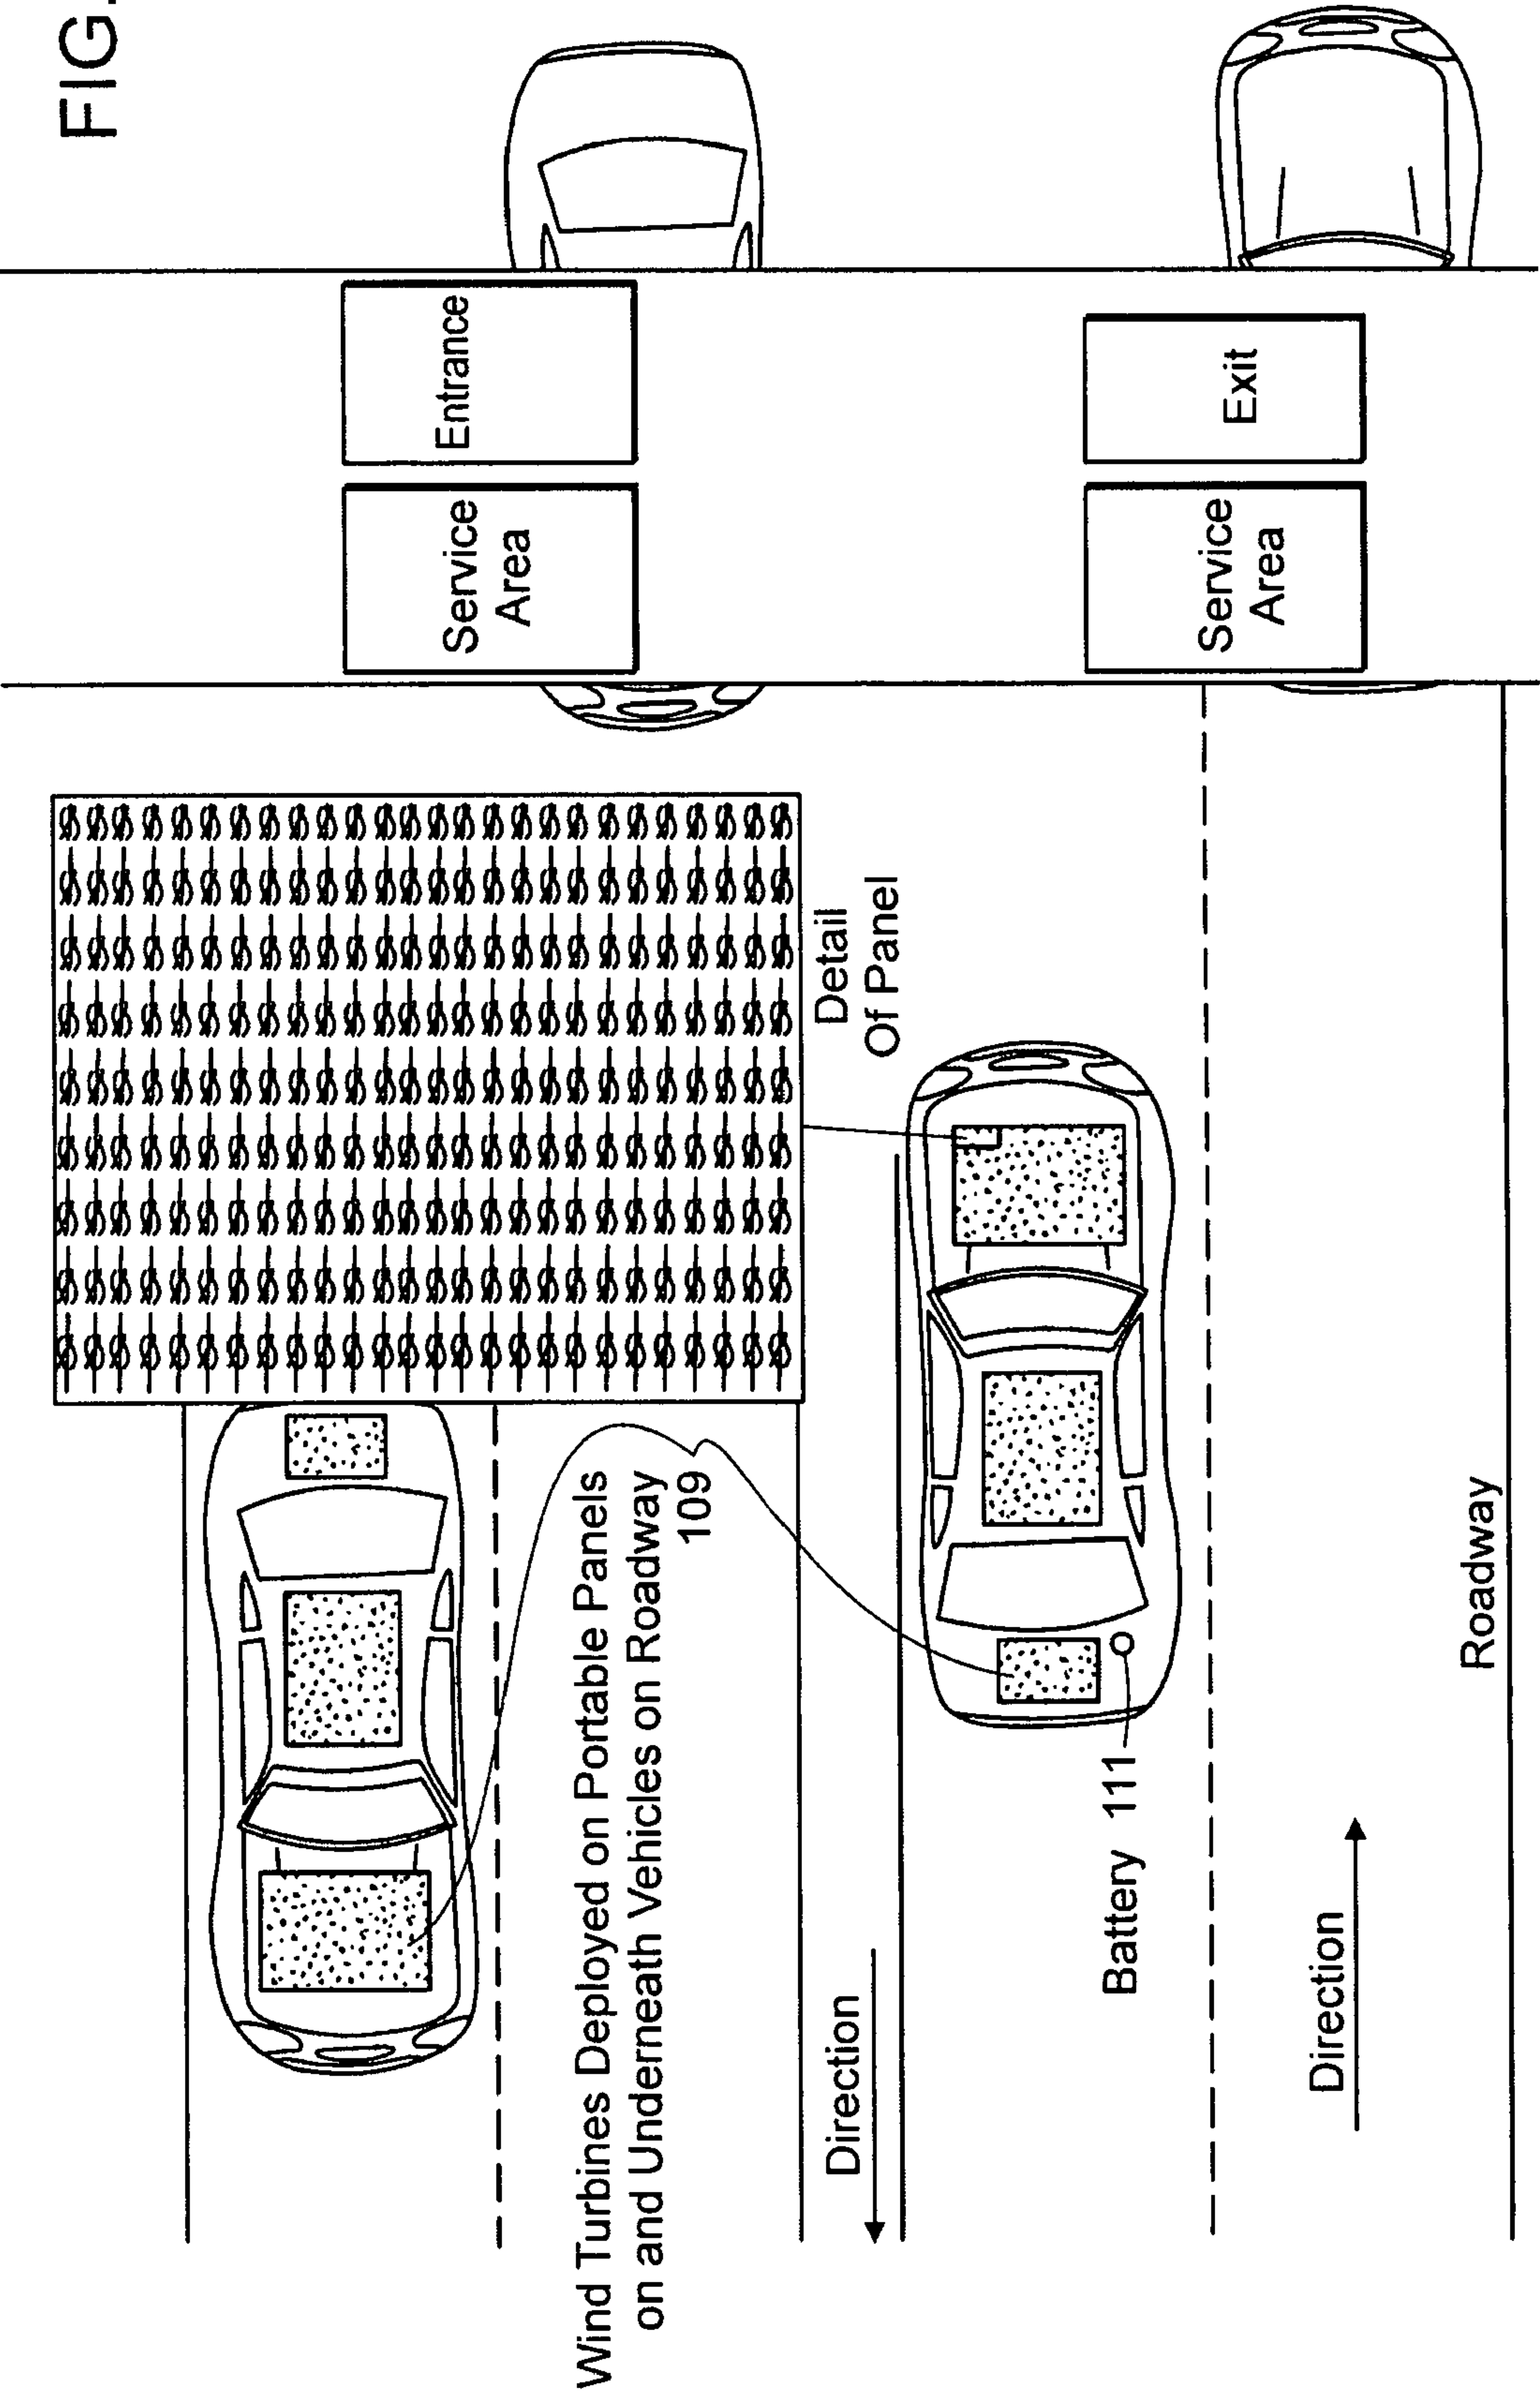 FIG.
Entrance
Service
Area
Exit
Service
Area
Detail
Of Panel
Wind Turbines Deployed on Portable Panels
on and Underneath Vehicles on Roadway
109
Direction
Battery 111
Direction
Roadway